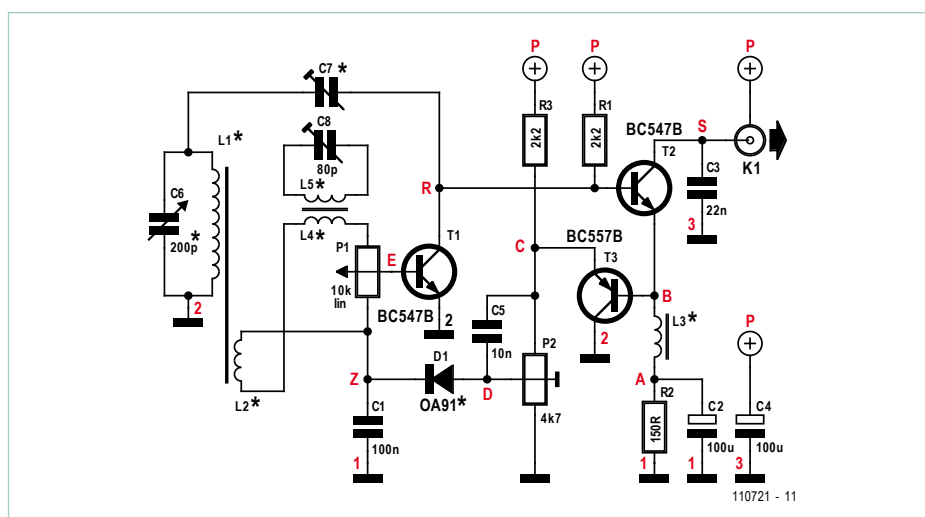 P
P
P
C7*
R3
R1
L1*
C8
BC547B
S
80p
2k2
2k2
T2
K1
L5*
C3
R
22n
C6
L4*
200p*
P1
T1
3
E
C
BC557B
T3
10k
lin
B
2
BC547B
2
C5
L3*
P
10n
P2
2
D1
Z
A
R2
L2*
OA91*
D
C2
C4
4k7
150R
C1
100n
100u
100u
1
1
1
3
110721 - 11